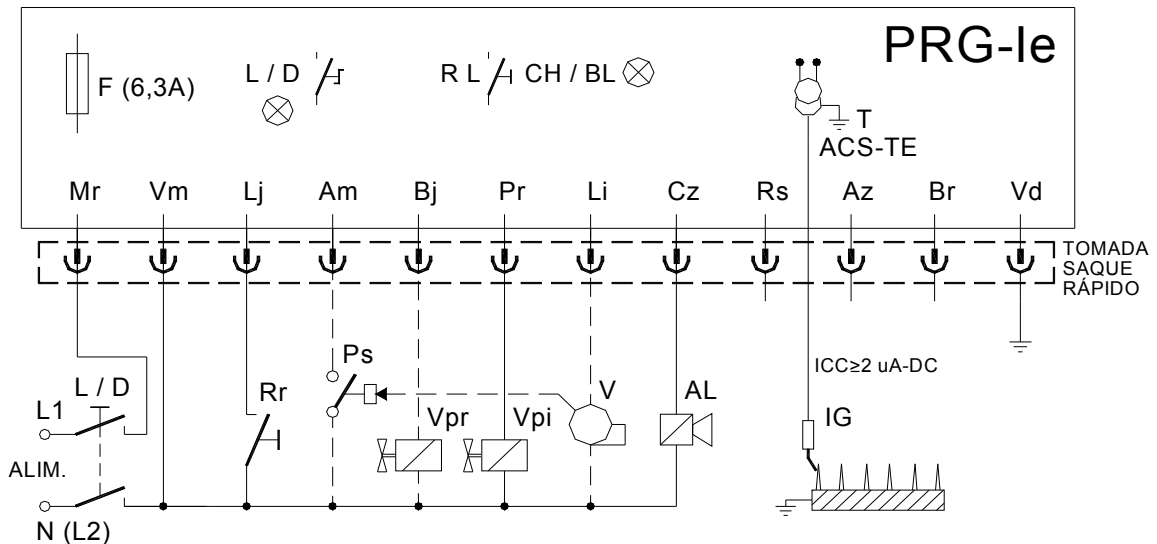 PRG-Ie
F (6,3A)
L / D
R L
CH / BL
T
ACS-TE
Mr Vm Lj Am Bj Pr Li Cz Rs Az Br Vd
TOMADA
SAQUE
RÁPIDO
Ps
ICC≥2 uA-DC
L / D
L1
Rr
Vpr
Vpi
V
AL
IG
ALIM.
N (L2)